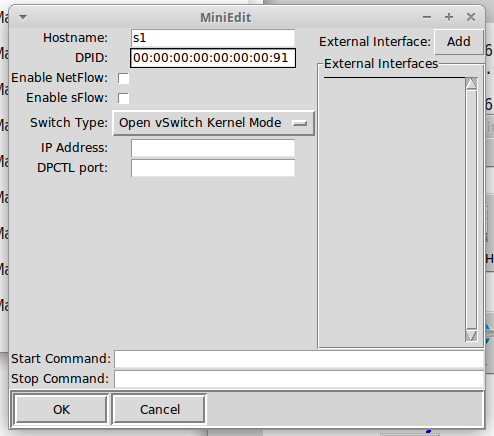 MiniEdit
Hostname: s1
External Interface: Add
DPID: 00:00:00:00:00:00:00:91
External Interfaces
Enable NetFlow:
Enable sFlow:
Switch Type: Open vSwitch Kernel Mode
IP Address:
DPCTL port:
Start Command:
Stop Command:
OK Cancel